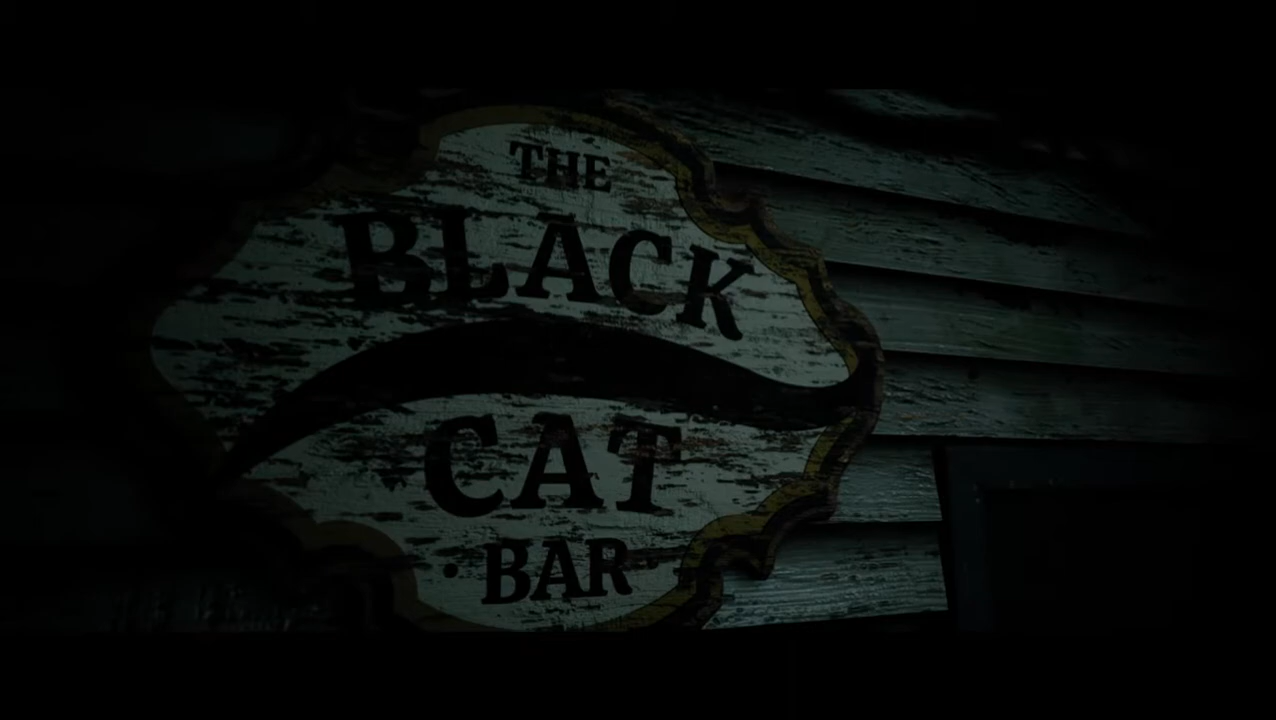 THE
BLACK
CAT
· BAR ·